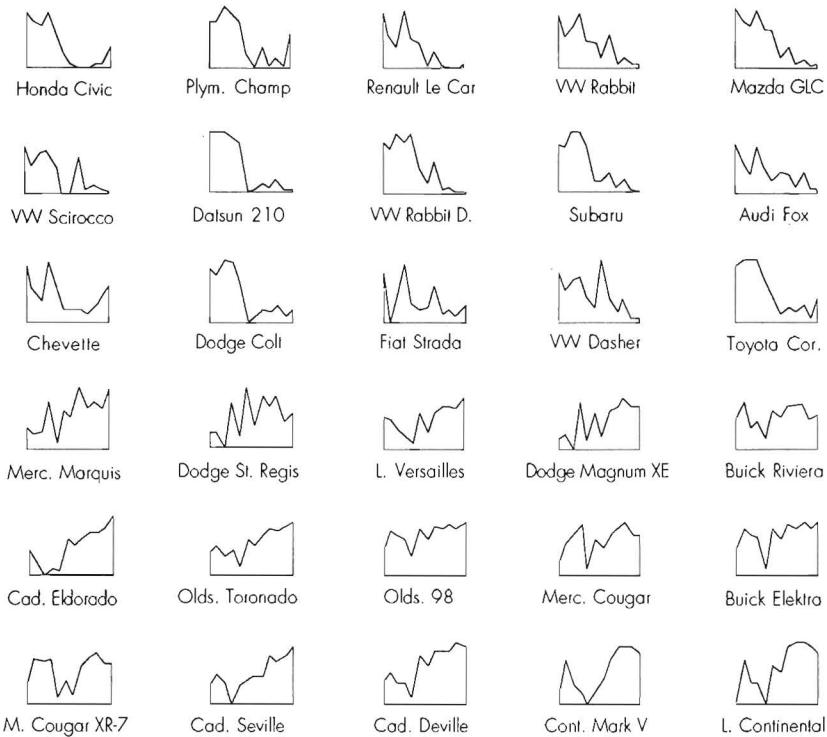 Honda Civic Plym. Champ Renault Le Car VW Rabbit Mazda GLC
VW Scirocco Datsun 210 VW Rabbit D. Subaru Audi Fox
Chevette Dodge Colt Fiat Strada VW Dasher Toyota Cor.
Merc. Marquis Dodge St. Regis L. Versailles Dodge Magnum XE Buick Riviera
Cad. Eldorado Olds. Toronado Olds. 98 Merc. Cougar Buick Elektra
M. Cougar XR-7 Cad. Seville Cad. Deville Cont. Mark V L. Continental